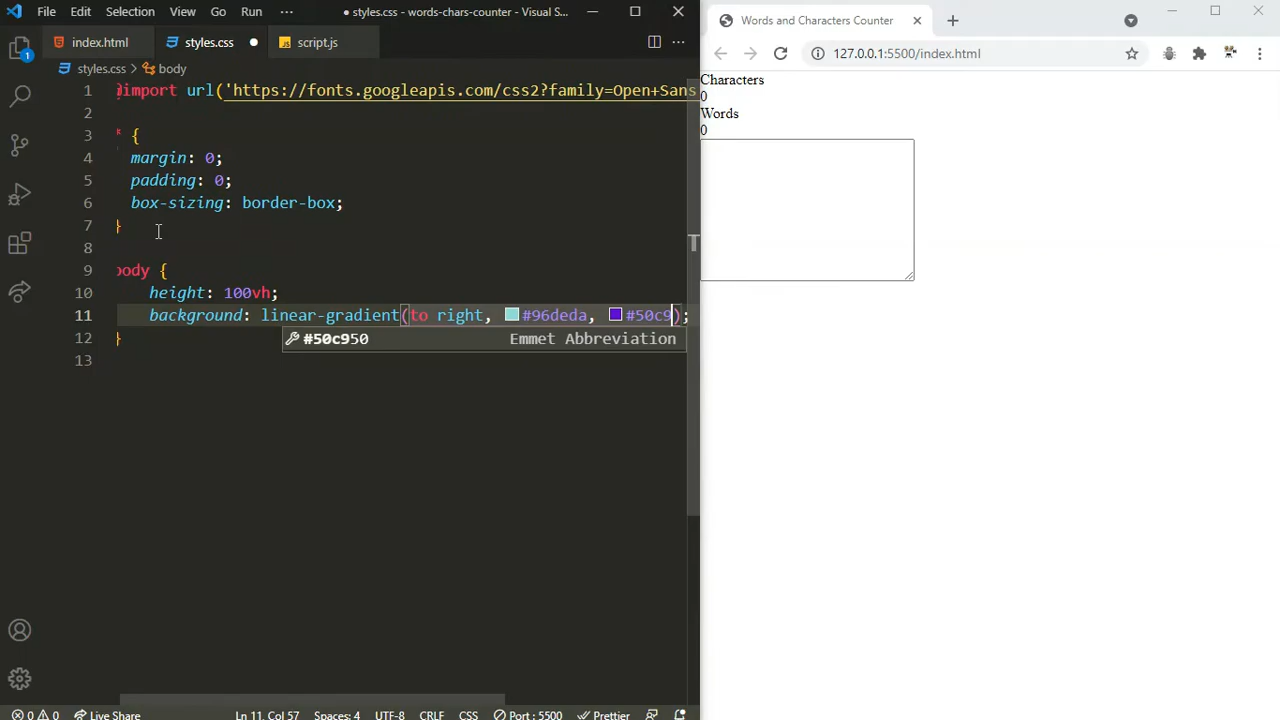 File Edit Selection View Go Run ··· ● styles.css - words-chars-counter - Visual S...
index.html styles.css ● script.js ···
styles.css > body
1 @import url('https://fonts.googleapis.com/css2?family=Open+Sans
2
3 * {
4 margin: 0;
5 padding: 0;
6 box-sizing: border-box;
7 }
8
9 body {
10 height: 100vh;
11 background: linear-gradient(to right, #96deda, #50c9);
#50c950 Emmet Abbreviation
12 }
13
1
0 0 Live Share Ln 11, Col 57 Spaces: 4 UTF-8 CRLF CSS Port : 5500 Prettier
Words and Characters Counter
127.0.0.1:5500/index.html
Characters
0
Words
0